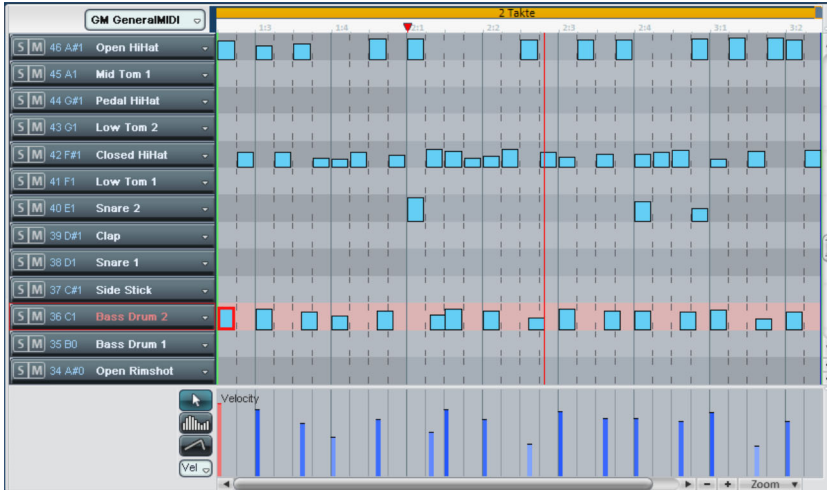 GM GeneralMIDI
2 Takte
1:3 1:4 2:1 2:2 2:3 2:4 3:1 3:2
S M 46 A#1 Open HiHat
S M 45 A1 Mid Tom 1
S M 44 G#1 Pedal HiHat
S M 43 G1 Low Tom 2
S M 42 F#1 Closed HiHat
S M 41 F1 Low Tom 1
S M 40 E1 Snare 2
S M 39 D#1 Clap
S M 38 D1 Snare 1
S M 37 C#1 Side Stick
S M 36 C1 Bass Drum 2
S M 35 B0 Bass Drum 1
S M 34 A#0 Open Rimshot
Velocity
Vel
Zoom